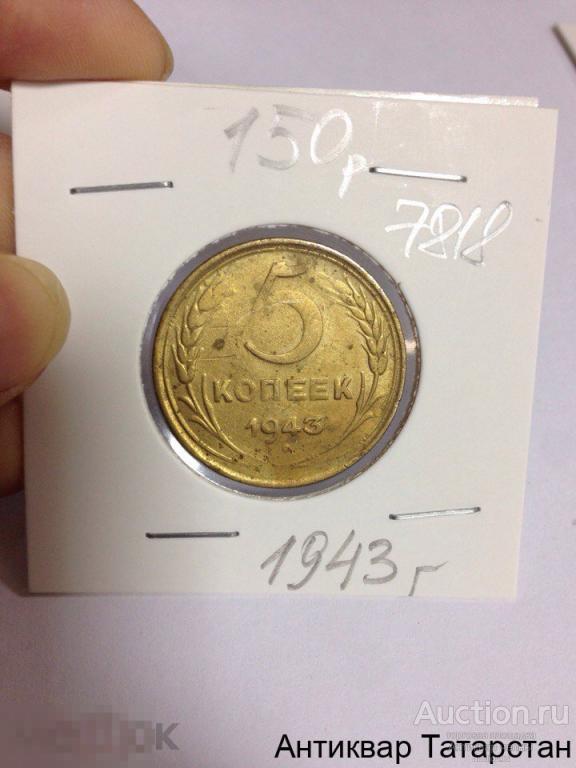 150р
7818
5
КОПЕЕК
1943
1943г
Auction.ru
Антиквар Татарстан